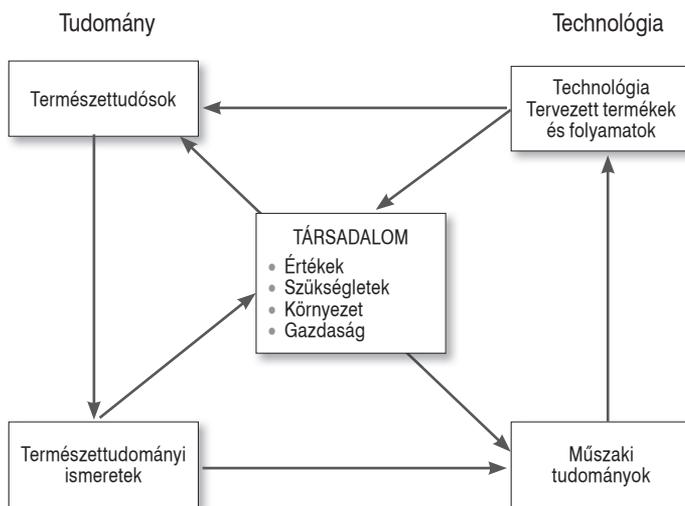 Tudomány
Technológia
Természettudósok
Technológia
Tervezett termékek
és folyamatok
TÁRSADALOM
• Értékek
• Szükségletek
• Környezet
• Gazdaság
Természettudományi
ismeretek
Műszaki
tudományok